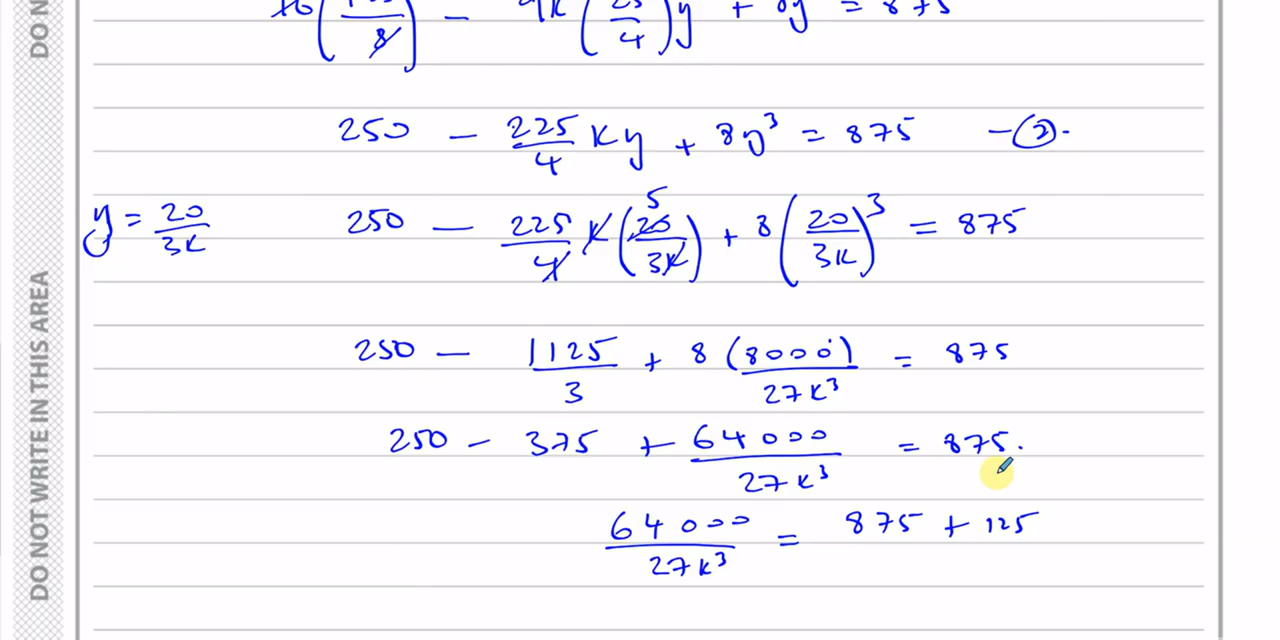 DO NOT WRITE IN THIS AREA
DO N
250 - 225/4 Ky + 8y³ = 875 -(2)-
y = 20/3K
5
250 - 225/4 K(20/3K) + 8(20/3K)³ = 875
250 - 1125/3 + 8(8000)/27K³ = 875
250 - 375 + 64000/27K³ = 875.
64000/27K³ = 875 + 125